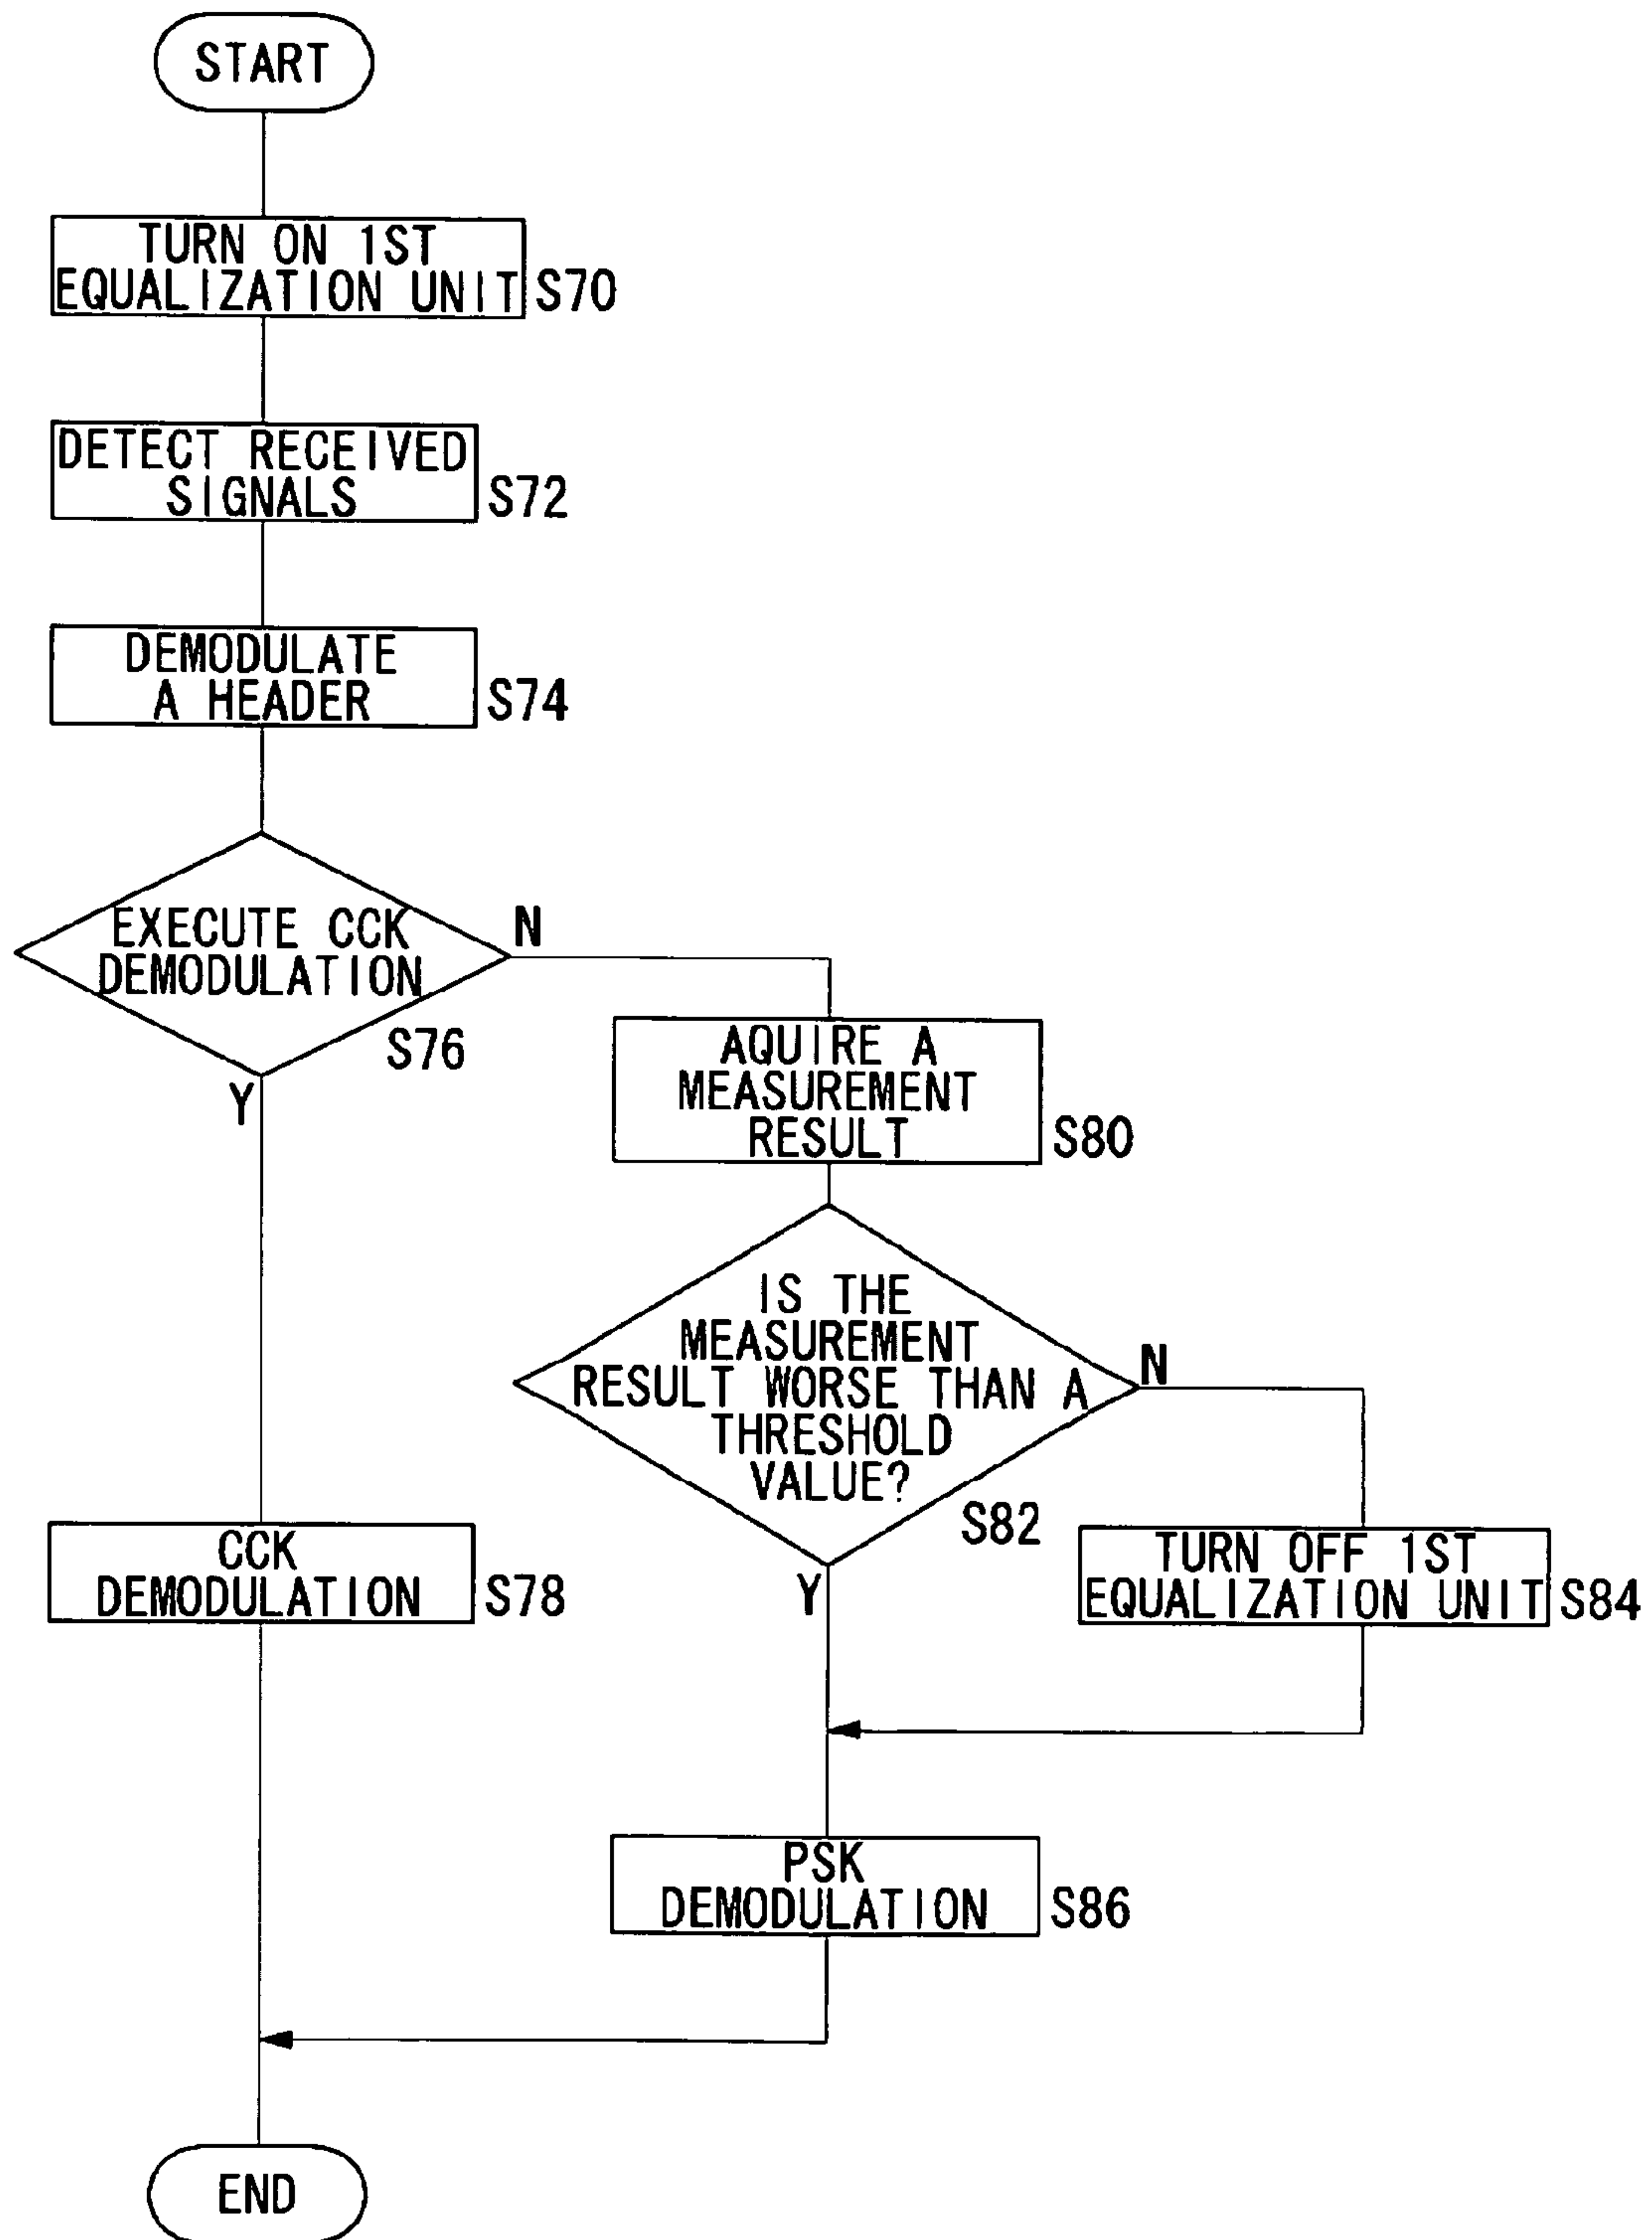 START
TURN ON 1ST
EQUALIZATION UNIT
S70
DETECT RECEIVED
SIGNALS
S72
DEMODULATE
A HEADER
S74
EXECUTE CCK
DEMODULATION
S76
N
Y
AQUIRE A
MEASUREMENT
RESULT
S80
IS THE
MEASUREMENT
RESULT WORSE THAN A
THRESHOLD
VALUE?
S82
N
Y
CCK
DEMODULATION
S78
TURN OFF 1ST
EQUALIZATION UNIT
S84
PSK
DEMODULATION
S86
END